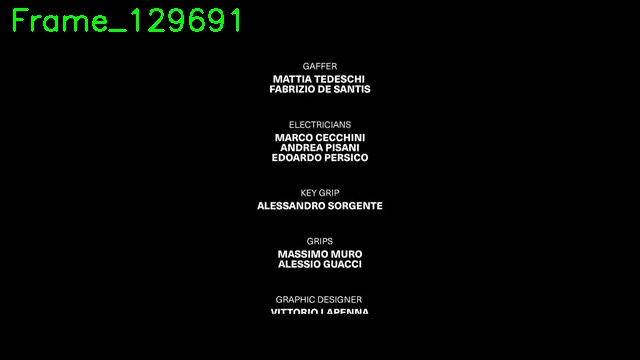 Frame_129691
GAFFER
MATTIA TEDESCHI
FABRIZIO DE SANTIS
ELECTRICIANS
MARCO CECCHINI
ANDREA PISANI
EDOARDO PERSICO
KEY GRIP
ALESSANDRO SORGENTE
GRIPS
MASSIMO MURO
ALESSIO GUACCI
GRAPHIC DESIGNER
VITTORIO LAPENNA